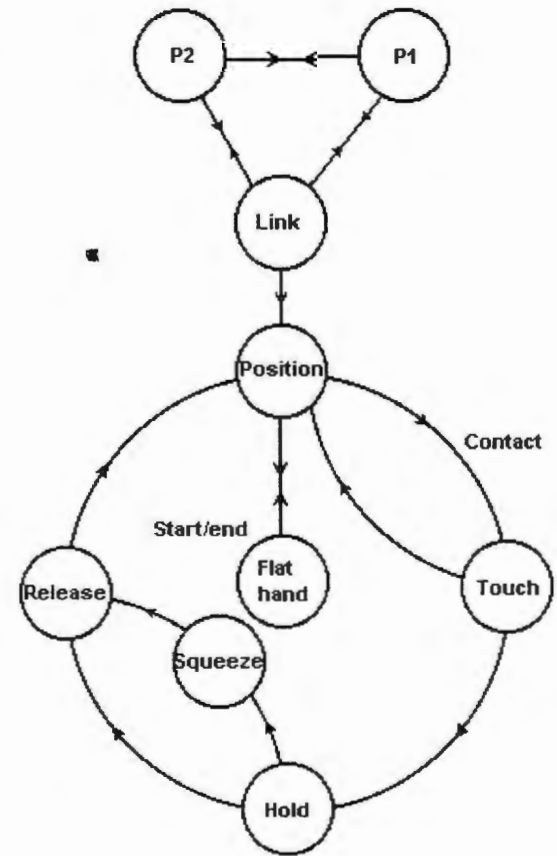 P2
P1
Link
Position
Contact
Start/end
Flat
hand
Touch
Release
Squeeze
Hold